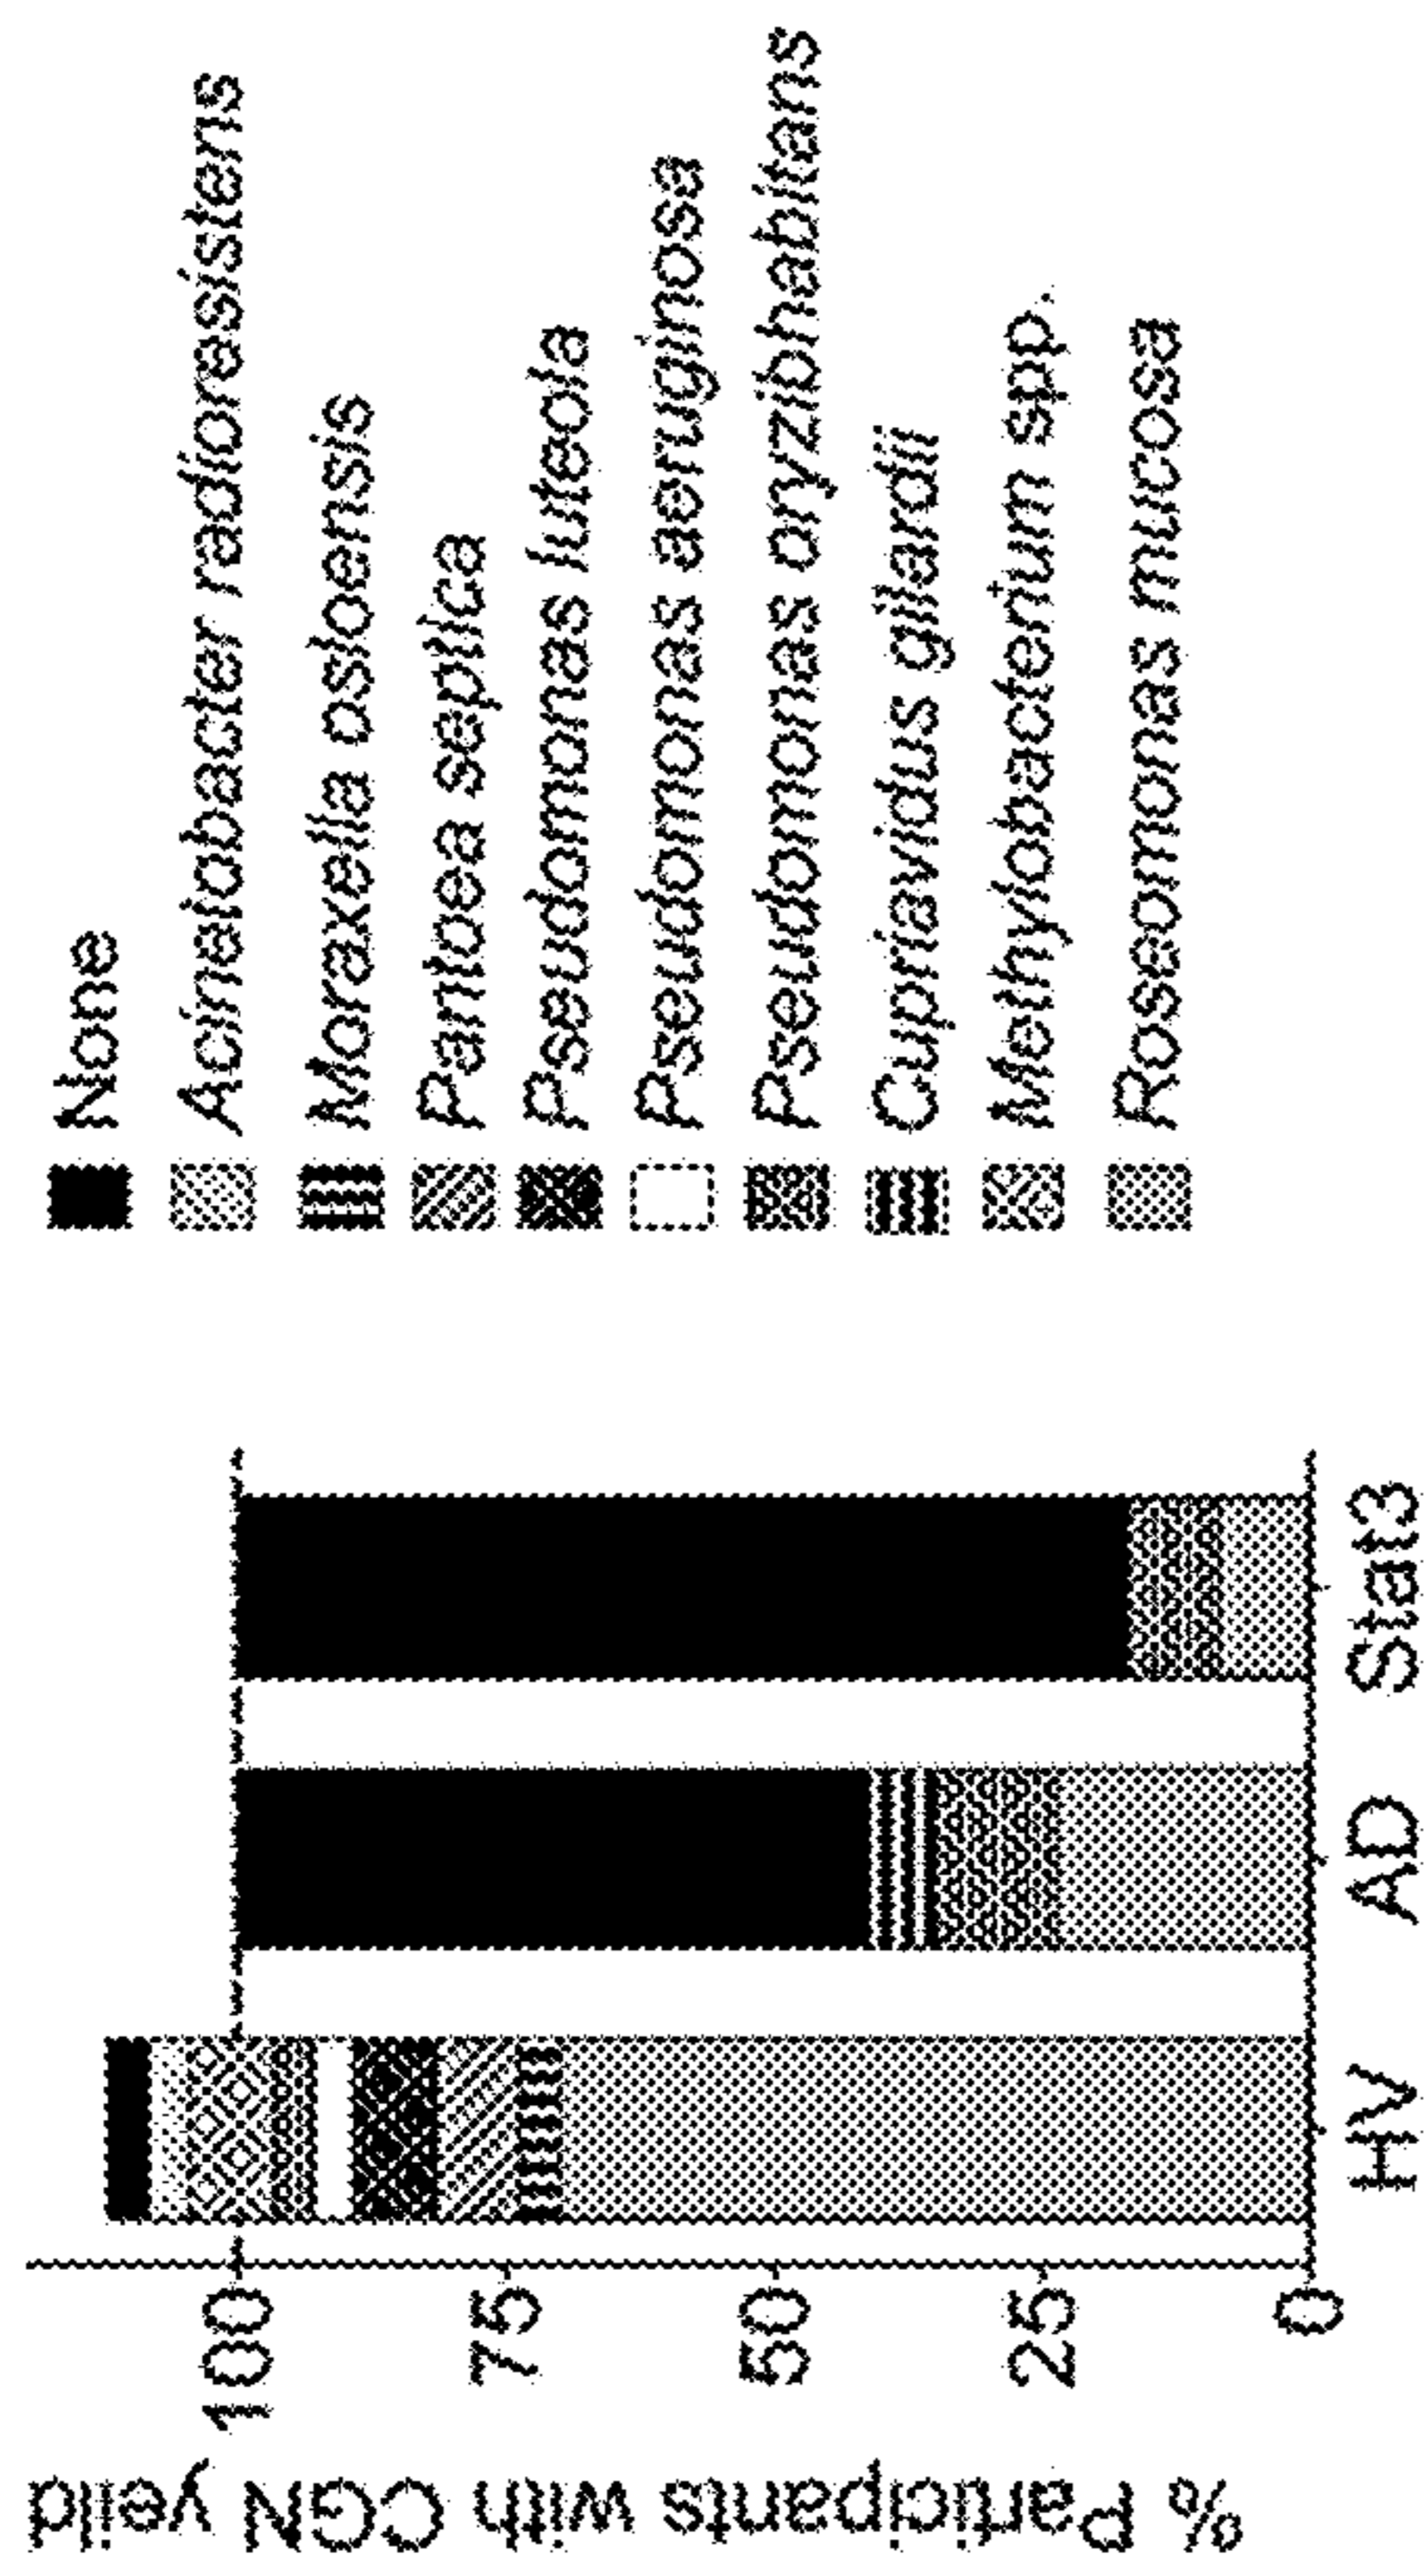 % Participants with CGN yeild
100
75
50
25
0
HV
AD
Stat3
None
Acinetobacter radioresistens
Moraxella osloensis
Pantoea septica
Pseudomonas luteola
Pseudomonas aeruginosa
Pseudomonas oryzibhabitans
Cupriavidus gilardii
Methylobacterium spp.
Roseomonas mucosa